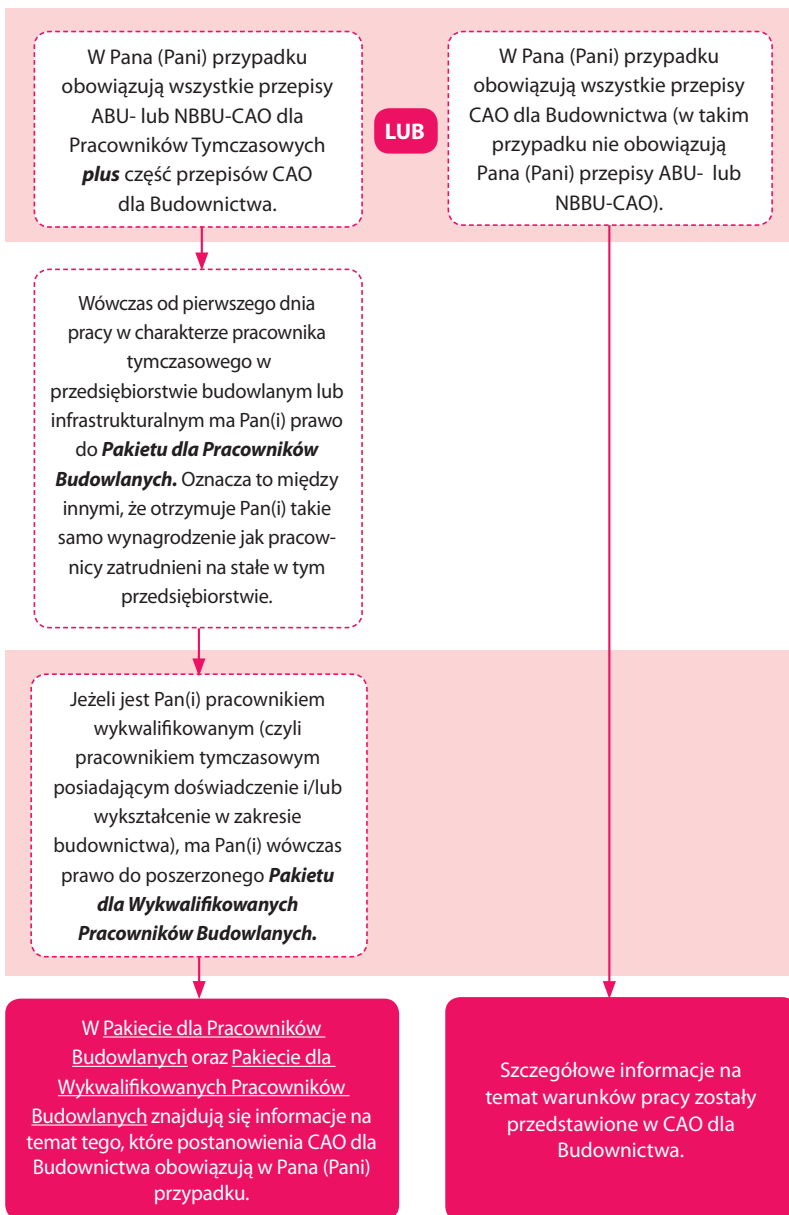 W Pana (Pani) przypadku
obowiązują wszystkie przepisy
ABU- lub NBBU-CAO dla
Pracowników Tymczasowych
plus część przepisów CAO
dla Budownictwa.
LUB
W Pana (Pani) przypadku
obowiązują wszystkie przepisy
CAO dla Budownictwa (w takim
przypadku nie obowiązują
Pana (Pani) przepisy ABU- lub
NBBU-CAO).
Wówczas od pierwszego dnia
pracy w charakterze pracownika
tymczasowego w
przedsiębiorstwie budowlanym lub
infrastrukturalnym ma Pan(i) prawo
do Pakietu dla Pracowników
Budowlanych. Oznacza to między
innymi, że otrzymuje Pan(i) takie
samo wynagrodzenie jak pracow-
nicy zatrudnieni na stałe w tym
przedsiębiorstwie.
Jeżeli jest Pan(i) pracownikiem
wykwalifikowanym (czyli
pracownikiem tymczasowym
posiadającym doświadczenie i/lub
wykształcenie w zakresie
budownictwa), ma Pan(i) wówczas
prawo do poszerzonego Pakietu
dla Wykwalifikowanych
Pracowników Budowlanych.
W Pakiecie dla Pracowników
Budowlanych oraz Pakiecie dla
Wykwalifikowanych Pracowników
Budowlanych znajdują się informacje na
temat tego, które postanowienia CAO dla
Budownictwa obowiązują w Pana (Pani)
przypadku.
Szczegółowe informacje na
temat warunków pracy zostały
przedstawione w CAO dla
Budownictwa.